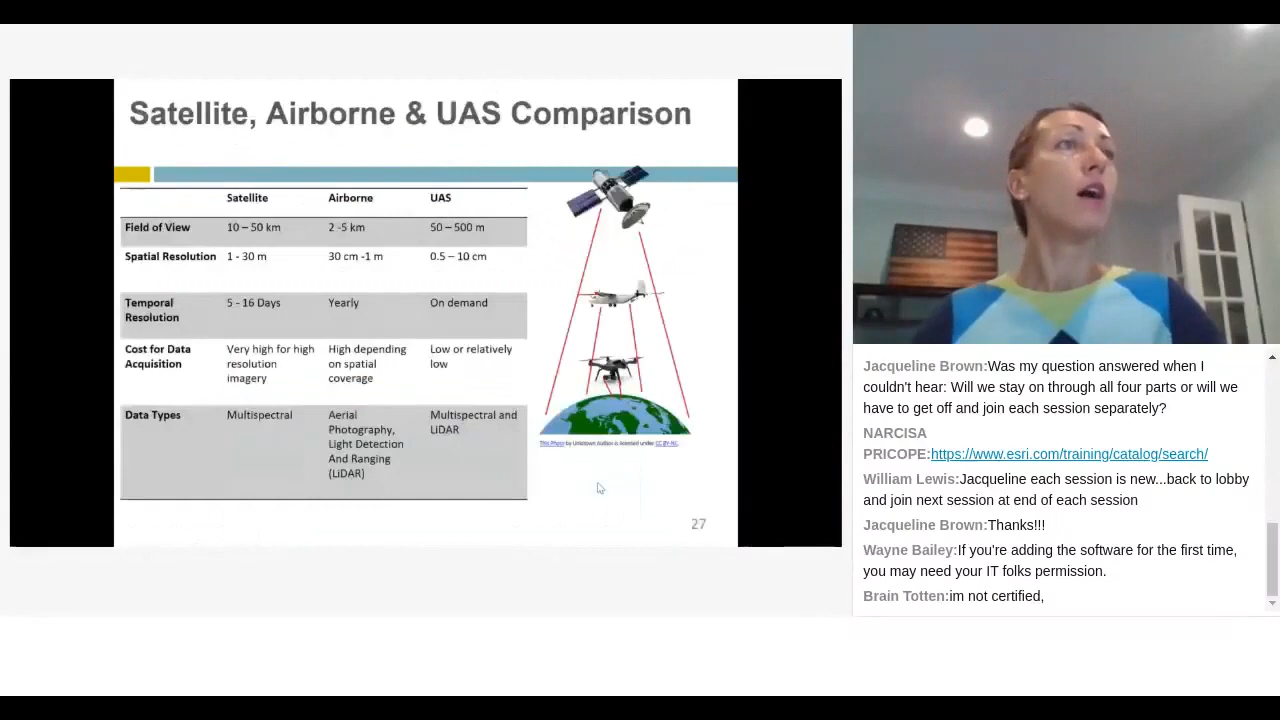 Satellite, Airborne & UAS Comparison
Satellite Airborne UAS
Field of View 10 – 50 km 2 -5 km 50 – 500 m
Spatial Resolution 1 - 30 m 30 cm -1 m 0.5 – 10 cm
Temporal Resolution 5 - 16 Days Yearly On demand
Cost for Data Acquisition Very high for high resolution imagery High depending on spatial coverage Low or relatively low
Data Types Multispectral Aerial Photography, Light Detection And Ranging (LiDAR) Multispectral and LiDAR
This Photo by Unknown Author is licensed under CC BY-NC.
27
Jacqueline Brown:Was my question answered when I
couldn't hear: Will we stay on through all four parts or will we
have to get off and join each session separately?
NARCISA
PRICOPE:https://www.esri.com/training/catalog/search/
William Lewis:Jacqueline each session is new...back to lobby
and join next session at end of each session
Jacqueline Brown:Thanks!!!
Wayne Bailey:If you're adding the software for the first time,
you may need your IT folks permission.
Brain Totten:im not certified,